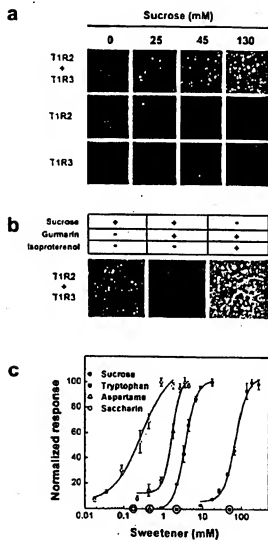 a
Sucrose (mM)
0 25 45 130
T1R2
+
T1R3
T1R2
T1R3
b
Sucrose + + -
Gurmarin - + +
Isoproterenol - - +
T1R2
+
T1R3
c
Normalized response
100
80
60
40
20
Sucrose
Tryptophan
Aspartame
Saccharin
0.01 0.1 1 10 100
Sweetener (mM)